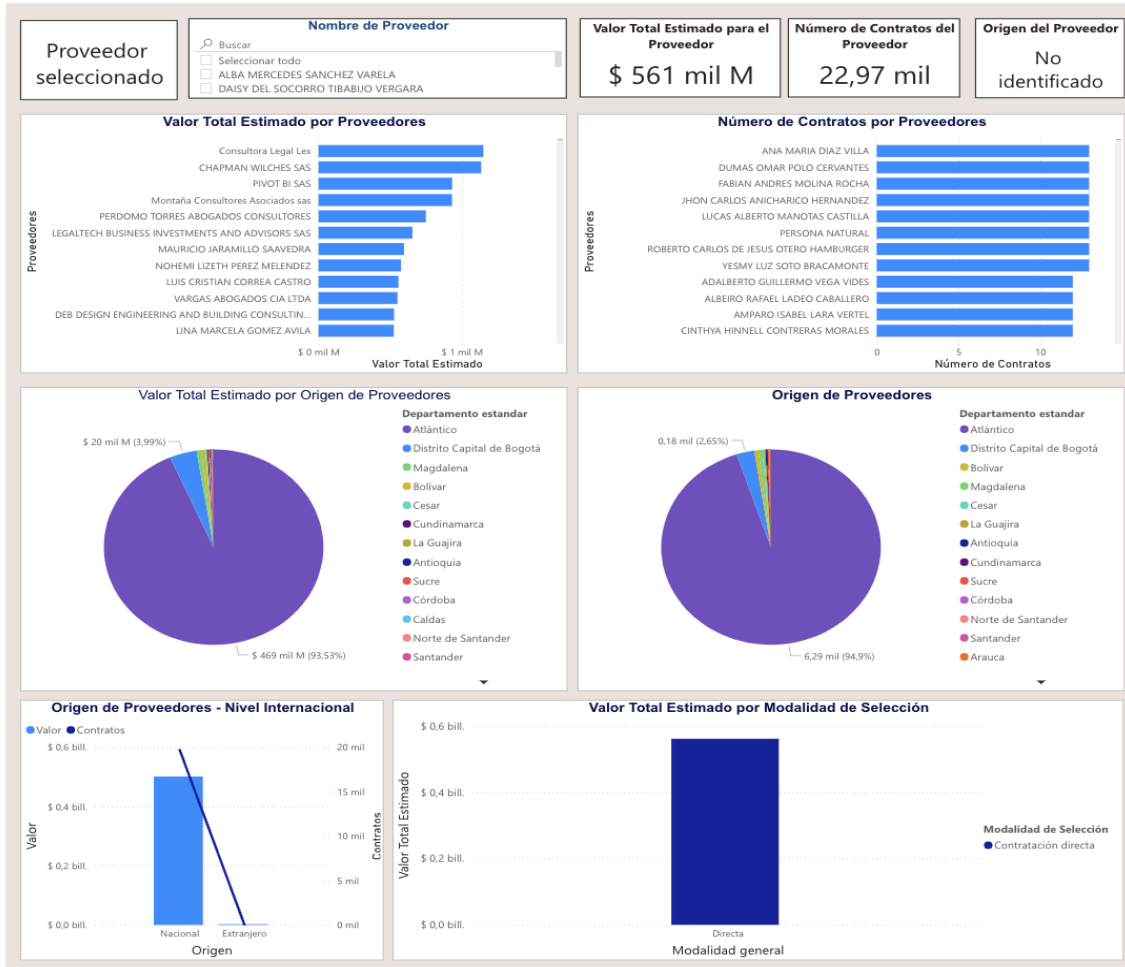 Proveedor
seleccionado
Nombre de Proveedor
Buscar
Seleccionar todo
ALBA MERCEDES SANCHEZ VARELA
DAISY DEL SOCORRO TIBABIJO VERGARA
Valor Total Estimado para el
Proveedor
$ 561 mil M
Número de Contratos del
Proveedor
22,97 mil
Origen del Proveedor
No
identificado
Valor Total Estimado por Proveedores
Proveedores
Consultora Legal Lex
CHAPMAN WILCHES SAS
PIVOT BI SAS
Montaña Consultores Asociados sas
PERDOMO TORRES ABOGADOS CONSULTORES
LEGALTECH BUSINESS INVESTMENTS AND ADVISORS SAS
MAURICIO JARAMILLO SAAVEDRA
NOHEMI LIZETH PEREZ MELENDEZ
LUIS CRISTIAN CORREA CASTRO
VARGAS ABOGADOS CIA LTDA
DEB DESIGN ENGINEERING AND BUILDING CONSULTIN...
LINA MARCELA GOMEZ AVILA
$ 0 mil M $ 1 mil M
Valor Total Estimado
Número de Contratos por Proveedores
Proveedores
ANA MARIA DIAZ VILLA
DUMAS OMAR POLO CERVANTES
FABIAN ANDRES MOLINA ROCHA
JHON CARLOS ANICHARICO HERNANDEZ
LUCAS ALBERTO MANOTAS CASTILLA
PERSONA NATURAL
ROBERTO CARLOS DE JESUS OTERO HAMBURGER
YESMY LUZ SOTO BRACAMONTE
ADALBERTO GUILLERMO VEGA VIDES
ALBEIRO RAFAEL LADEO CABALLERO
AMPARO ISABEL LARA VERTEL
CINTHYA HINNELL CONTRERAS MORALES
0 5 10
Número de Contratos
Valor Total Estimado por Origen de Proveedores
$ 20 mil M (3,99%)
$ 469 mil M (93,53%)
Departamento estandar
Atlántico
Distrito Capital de Bogotá
Magdalena
Bolívar
Cesar
Cundinamarca
La Guajira
Antioquia
Sucre
Córdoba
Caldas
Norte de Santander
Santander
Origen de Proveedores
0,18 mil (2,65%)
6,29 mil (94,9%)
Departamento estandar
Atlántico
Distrito Capital de Bogotá
Bolívar
Magdalena
Cesar
La Guajira
Antioquia
Cundinamarca
Sucre
Córdoba
Norte de Santander
Santander
Arauca
Origen de Proveedores - Nivel Internacional
Valor Contratos
Valor
$ 0,6 bill.
$ 0,4 bill.
$ 0,2 bill.
$ 0,0 bill.
20 mil
15 mil
10 mil
5 mil
0 mil
Contratos
Nacional Extranjero
Origen
Valor Total Estimado por Modalidad de Selección
Valor Total Estimado
$ 0,6 bill.
$ 0,4 bill.
$ 0,2 bill.
$ 0,0 bill.
Directa
Modalidad general
Modalidad de Selección
Contratación directa